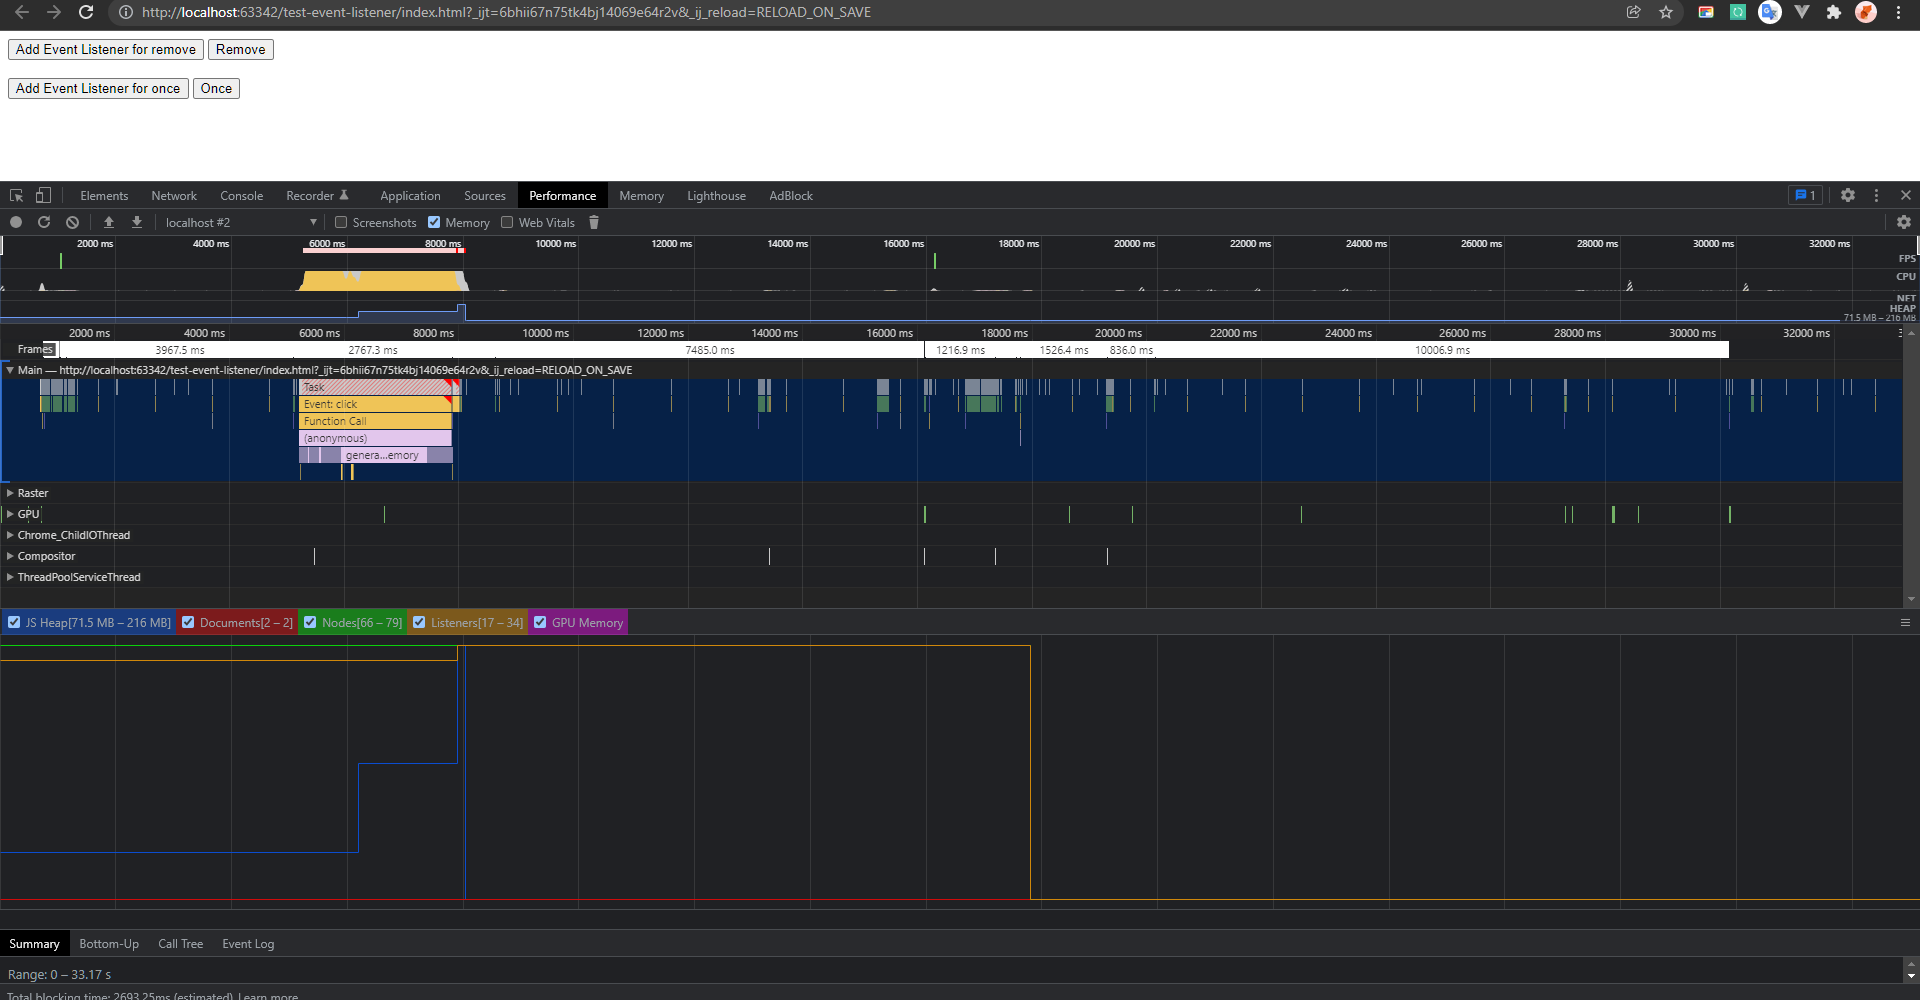 http://localhost:63342/test-event-listener/index.html?_ijt=6bhii67n75tk4bj14069e64r2v&_ij_reload=RELOAD_ON_SAVE
Add Event Listener for remove Remove
Add Event Listener for once Once
Elements Network Console Recorder Application Sources Performance Memory Lighthouse AdBlock 1
localhost #2 Screenshots Memory Web Vitals
2000 ms 4000 ms 6000 ms 8000 ms 10000 ms 12000 ms 14000 ms 16000 ms 18000 ms 20000 ms 22000 ms 24000 ms 26000 ms 28000 ms 30000 ms 32000 ms
FPS
CPU
NET
HEAP
71.5 MB – 216 MB
2000 ms 4000 ms 6000 ms 8000 ms 10000 ms 12000 ms 14000 ms 16000 ms 18000 ms 20000 ms 22000 ms 24000 ms 26000 ms 28000 ms 30000 ms 32000 ms
Frames 3967.5 ms 2767.3 ms 7485.0 ms 1216.9 ms 1526.4 ms 836.0 ms 10006.9 ms
Main — http://localhost:63342/test-event-listener/index.html?_ijt=6bhii67n75tk4bj14069e64r2v&_ij_reload=RELOAD_ON_SAVE
Task
Event: click
Function Call
(anonymous)
genera...emory
Raster
GPU
Chrome_ChildIOThread
Compositor
ThreadPoolServiceThread
JS Heap[71.5 MB – 216 MB] Documents[2 – 2] Nodes[66 – 79] Listeners[17 – 34] GPU Memory
Summary Bottom-Up Call Tree Event Log
Range: 0 – 33.17 s
Total blocking time: 2693.25ms (estimated) Learn more